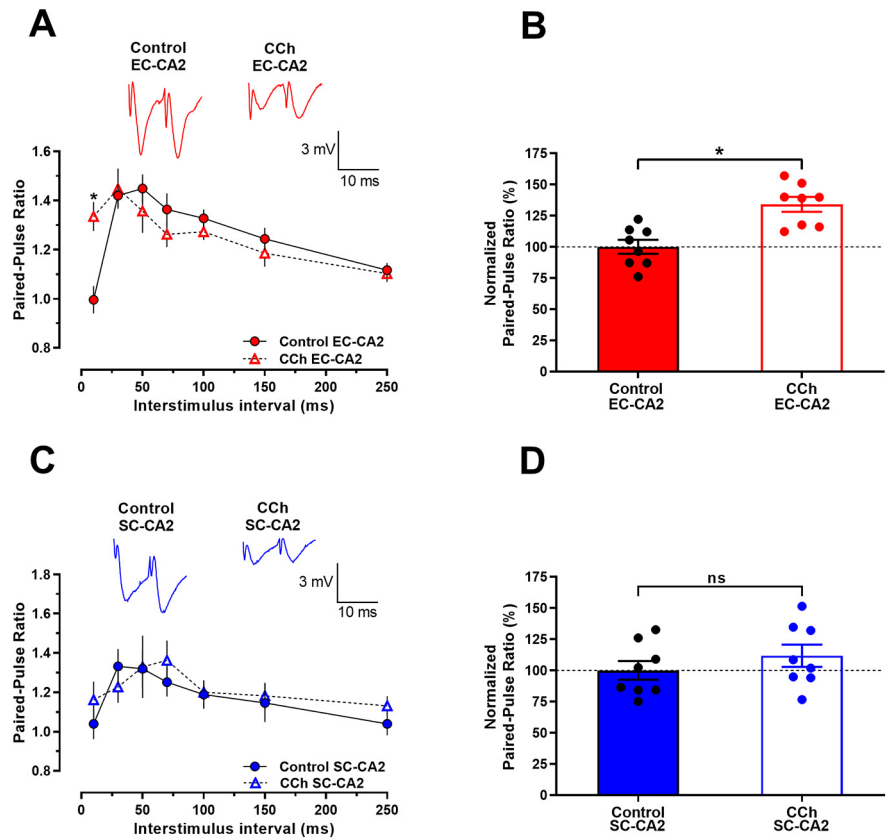 A
Control
EC-CA2
CCh
EC-CA2
3 mV
10 ms
Paired-Pulse Ratio
1.6
1.4
1.2
1.0
0.8
*
Control EC-CA2
CCh EC-CA2
0 50 100 150 200 250
Interstimulus interval (ms)
B
*
Normalized
Paired-Pulse Ratio (%)
175
150
125
100
75
50
25
0
Control
EC-CA2
CCh
EC-CA2
C
Control
SC-CA2
CCh
SC-CA2
3 mV
10 ms
Paired-Pulse Ratio
1.8
1.6
1.4
1.2
1.0
0.8
Control SC-CA2
CCh SC-CA2
0 50 100 150 200 250
Interstimulus interval (ms)
D
ns
Normalized
Paired-Pulse Ratio (%)
175
150
125
100
75
50
25
0
Control
SC-CA2
CCh
SC-CA2